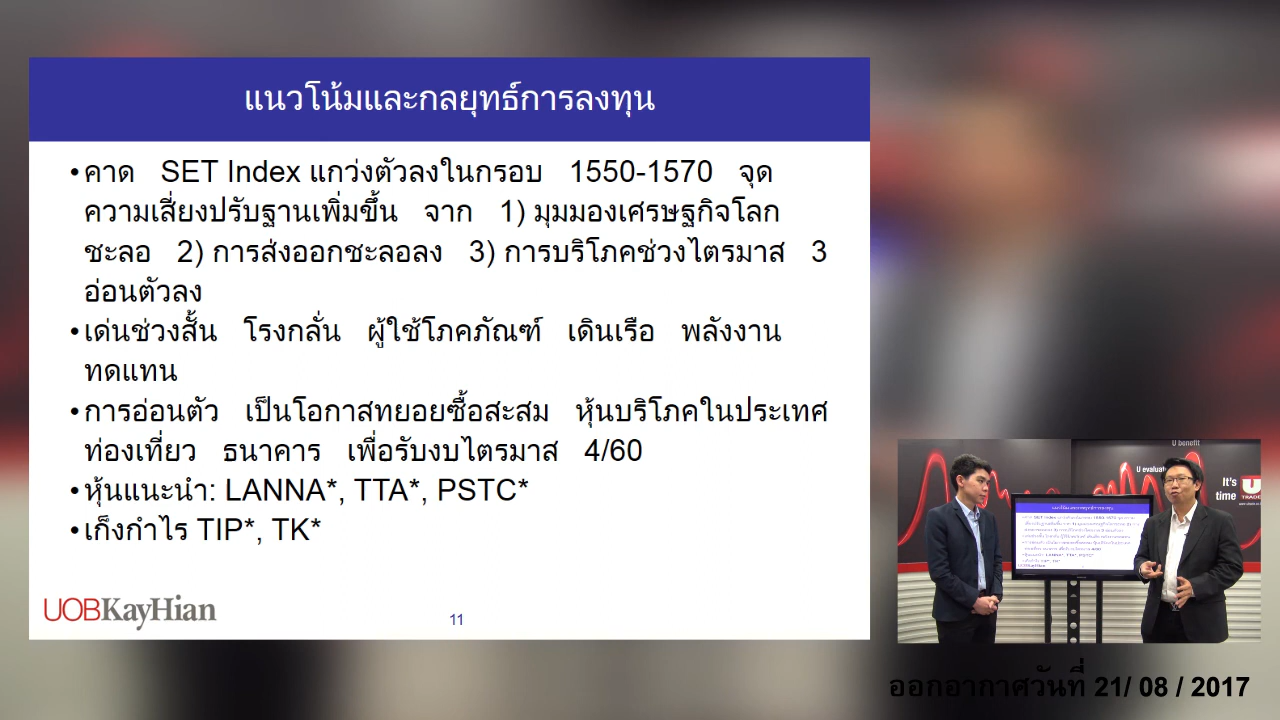 แนวโน้มและกลยุทธ์การลงทุน
•คาด SET Index แกว่งตัวลงในกรอบ 1550-1570 จุด
ความเสี่ยงปรับฐานเพิ่มขึ้น จาก 1) มุมมองเศรษฐกิจโลก
ชะลอ 2) การส่งออกชะลอลง 3) การบริโภคช่วงไตรมาส 3
อ่อนตัวลง
•เด่นช่วงสั้น โรงกลั่น ผู้ใช้โภคภัณฑ์ เดินเรือ พลังงาน
ทดแทน
•การอ่อนตัว เป็นโอกาสทยอยซื้อสะสม หุ้นบริโภคในประเทศ
ท่องเที่ยว ธนาคาร เพื่อรับงบไตรมาส 4/60
•หุ้นแนะนำ: LANNA*, TTA*, PSTC*
•เก็งกำไร TIP*, TK*
UOBKayHian
11
U benefit
U evaluate
It's
time
U
TRADE
ออกอากาศวันที่ 21/ 08 / 2017